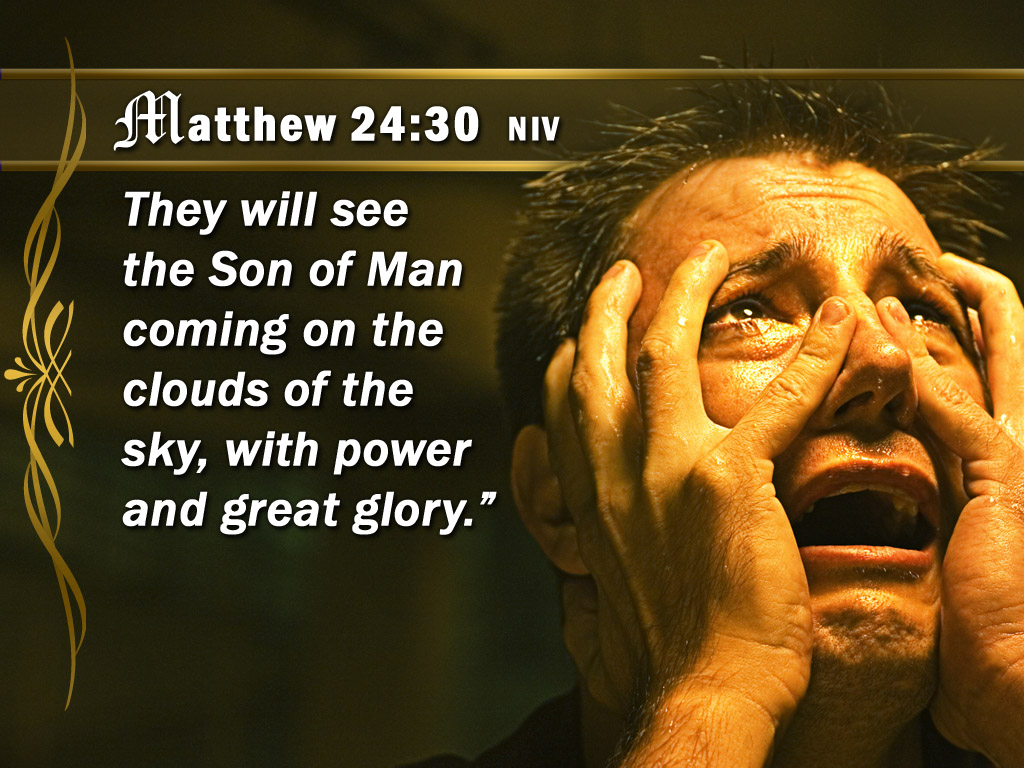 Matthew 24:30 NIV
They will see
the Son of Man
coming on the
clouds of the
sky, with power
and great glory.”